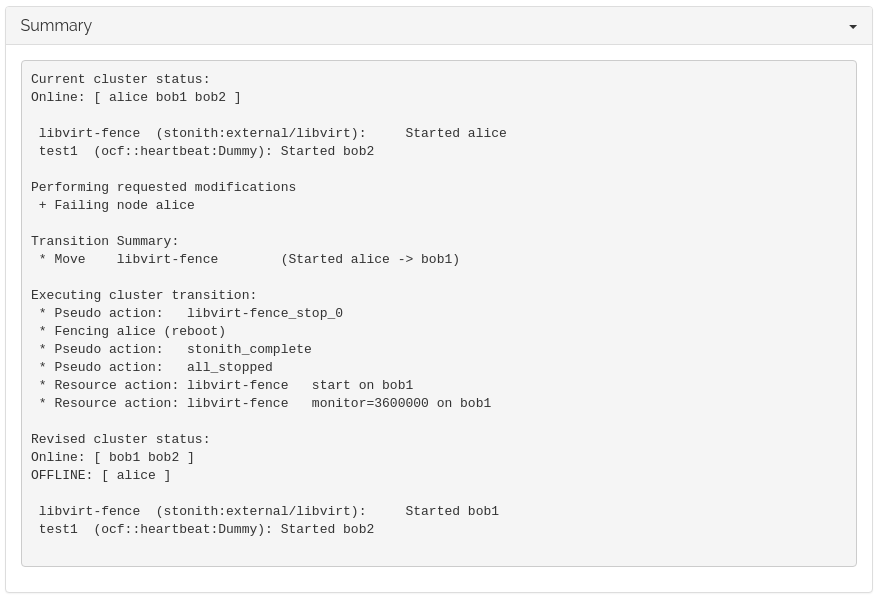 Summary
Current cluster status:
Online: [ alice bob1 bob2 ]
 libvirt-fence  (stonith:external/libvirt):     Started alice
 test1  (ocf::heartbeat:Dummy): Started bob2
Performing requested modifications
 + Failing node alice
Transition Summary:
 * Move    libvirt-fence        (Started alice -> bob1)
Executing cluster transition:
 * Pseudo action:   libvirt-fence_stop_0
 * Fencing alice (reboot)
 * Pseudo action:   stonith_complete
 * Pseudo action:   all_stopped
 * Resource action: libvirt-fence   start on bob1
 * Resource action: libvirt-fence   monitor=3600000 on bob1
Revised cluster status:
Online: [ bob1 bob2 ]
OFFLINE: [ alice ]
 libvirt-fence  (stonith:external/libvirt):     Started bob1
 test1  (ocf::heartbeat:Dummy): Started bob2